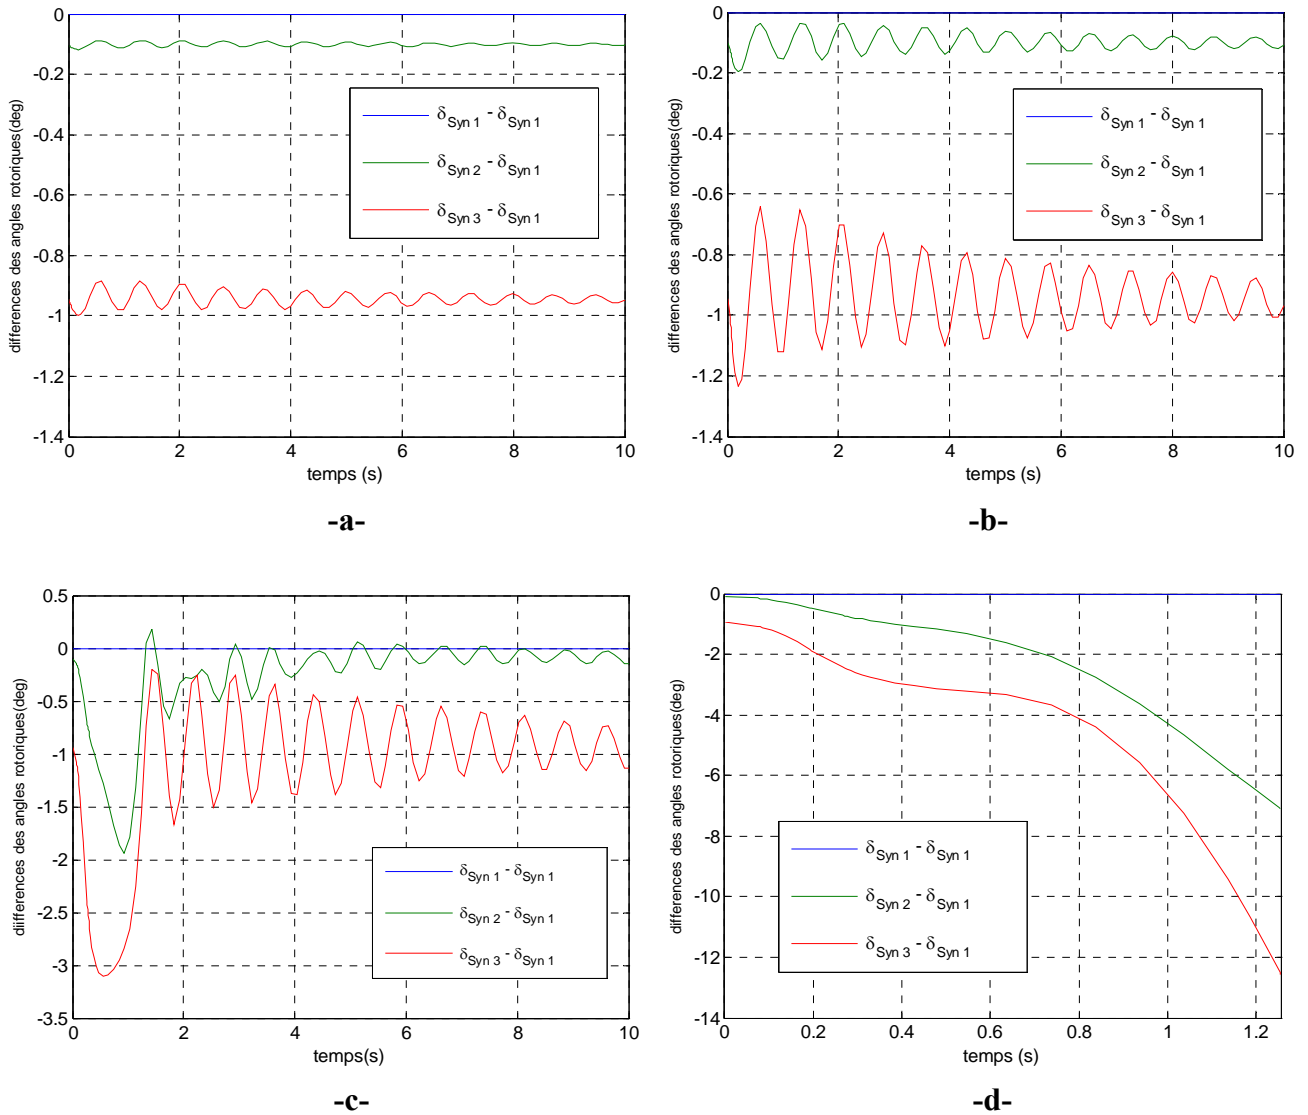 0
-0.2
-0.4
-0.6
-0.8
-1
-1.2
-1.4
0 2 4 6 8 10
differences des angles rotoriques(deg)
temps (s)
δSyn 1 - δSyn 1
δSyn 2 - δSyn 1
δSyn 3 - δSyn 1
-a-
0
-0.2
-0.4
-0.6
-0.8
-1
-1.2
-1.4
0 2 4 6 8 10
differences des angles rotoriques(deg)
temps (s)
δSyn 1 - δSyn 1
δSyn 2 - δSyn 1
δSyn 3 - δSyn 1
-b-
0.5
0
-0.5
-1
-1.5
-2
-2.5
-3
-3.5
0 2 4 6 8 10
differences des angles rotoriques(deg)
temps(s)
δSyn 1 - δSyn 1
δSyn 2 - δSyn 1
δSyn 3 - δSyn 1
-c-
0
-2
-4
-6
-8
-10
-12
-14
0 0.2 0.4 0.6 0.8 1 1.2
differences des angles rotoriques(deg)
temps (s)
δSyn 1 - δSyn 1
δSyn 2 - δSyn 1
δSyn 3 - δSyn 1
-d-